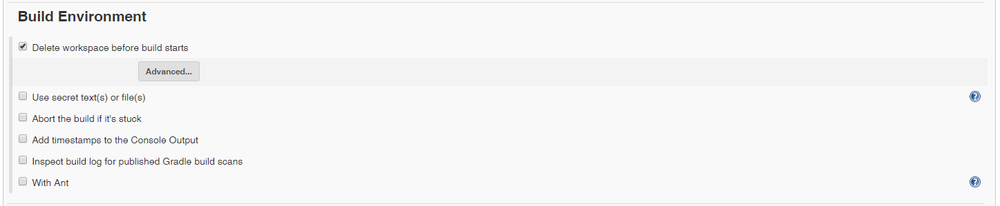 Build Environment
Delete workspace before build starts
Advanced...
Use secret text(s) or file(s)
?
Abort the build if it's stuck
Add timestamps to the Console Output
Inspect build log for published Gradle build scans
With Ant
?